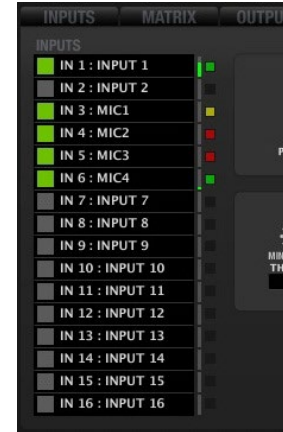 INPUTS MATRIX OUTPU
INPUTS
IN 1 : INPUT 1
IN 2 : INPUT 2
IN 3 : MIC1
IN 4 : MIC2
IN 5 : MIC3
IN 6 : MIC4
IN 7 : INPUT 7
IN 8 : INPUT 8
IN 9 : INPUT 9
IN 10 : INPUT 10
IN 11 : INPUT 11
IN 12 : INPUT 12
IN 13 : INPUT 13
IN 14 : INPUT 14
IN 15 : INPUT 15
IN 16 : INPUT 16
P
MIN
TH